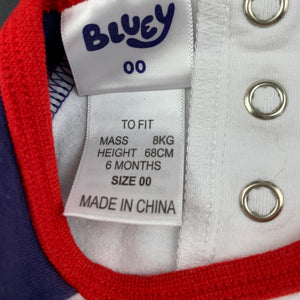 BLUEY
00
TO FIT
MASS 8KG
HEIGHT 68CM
6 MONTHS
SIZE 00
MADE IN CHINA